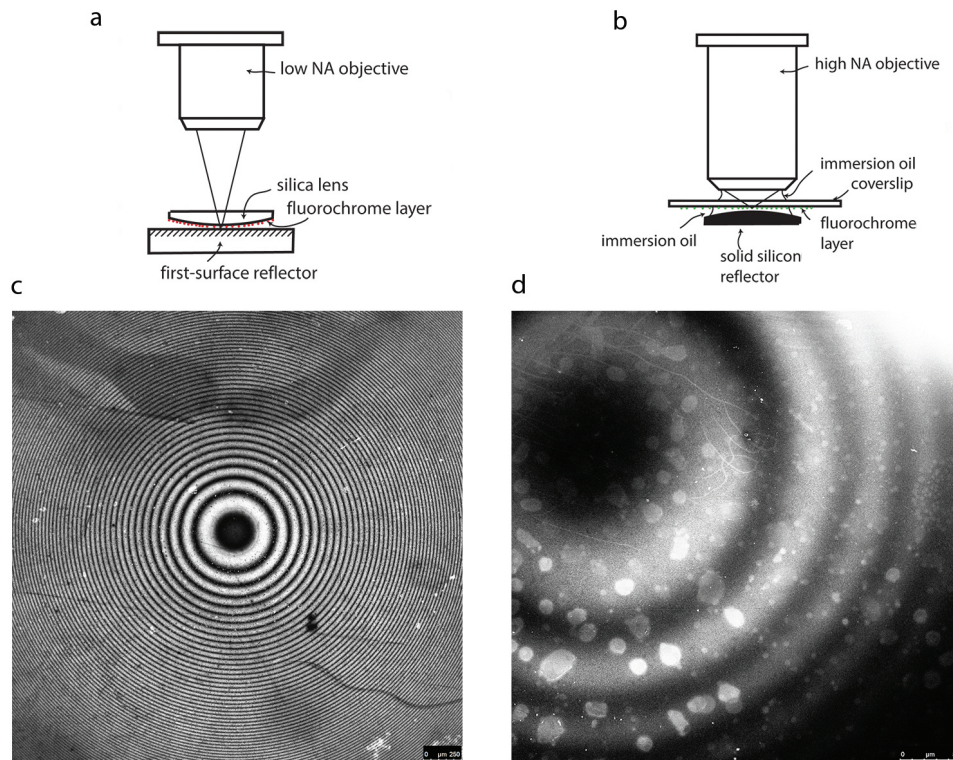 a
low NA objective
silica lens
fluorochrome layer
first-surface reflector
b
high NA objective
immersion oil
coverslip
fluorochrome
layer
immersion oil
solid silicon
reflector
c
0 µm 250
d
0 µm